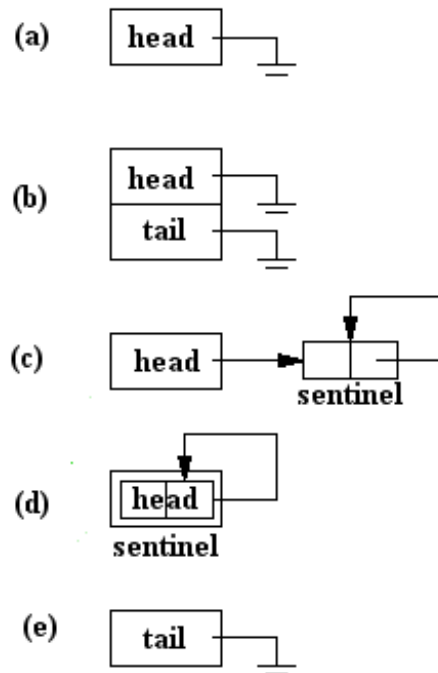 (a) head
(b) head
tail
(c) head
sentinel
(d) head
sentinel
(e) tail